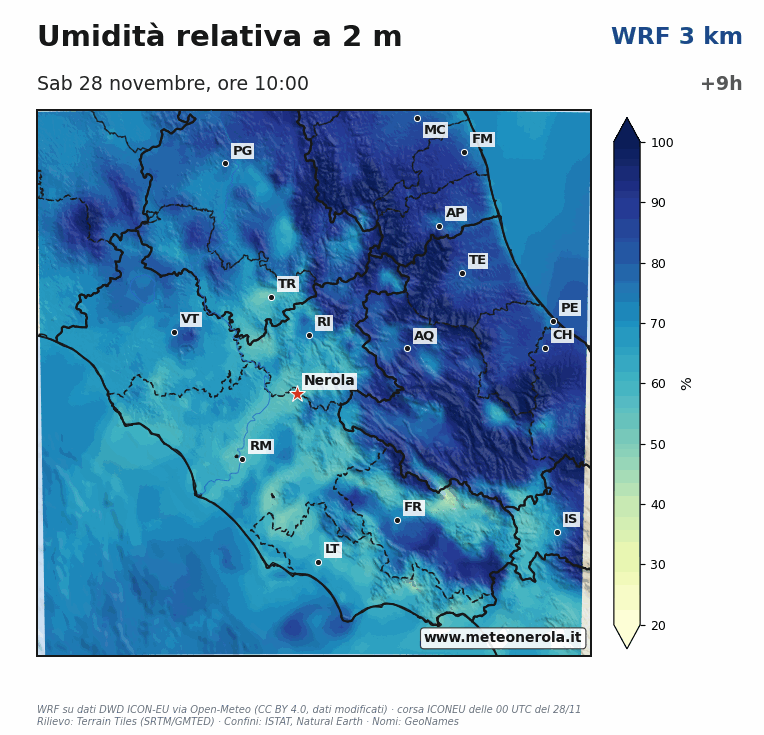 Umidità relativa a 2 m
WRF 3 km
Sab 28 novembre, ore 10:00
+9h
MC
FM
PG
AP
TE
TR
PE
VT
RI
CH
AQ
Nerola
RM
FR
IS
LT
www.meteonerola.it
100
90
80
70
60
50
40
30
20
%
WRF su dati DWD ICON-EU via Open-Meteo (CC BY 4.0, dati modificati) · corsa ICONEU delle 00 UTC del 28/11
Rilievo: Terrain Tiles (SRTM/GMTED) · Confini: ISTAT, Natural Earth · Nomi: GeoNames